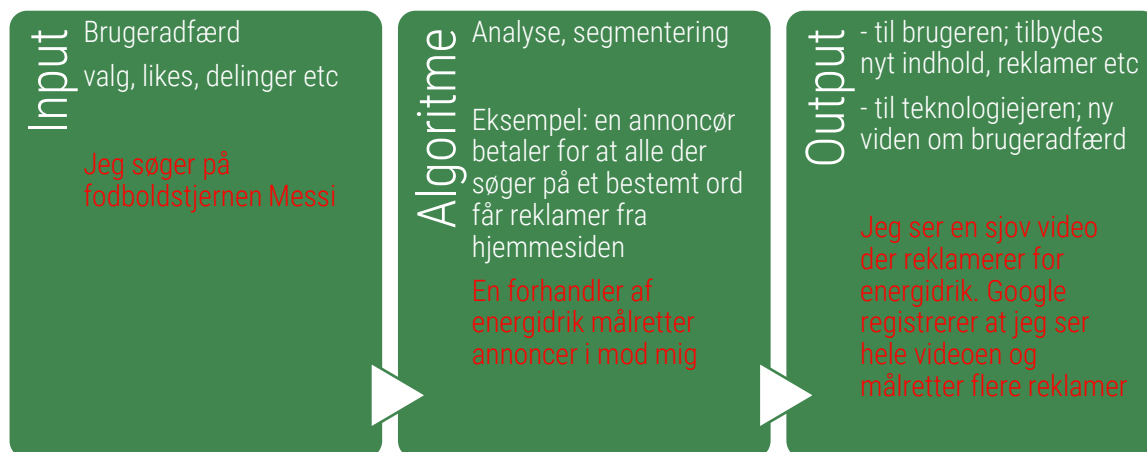 Input
Brugeradfærd
valg, likes, delinger etc
Jeg søger på
fodboldstjernen Messi
Algoritme
Analyse, segmentering
Eksempel: en annoncør
betaler for at alle der
søger på et bestemt ord
får reklamer fra
hjemmesiden
En forhandler af
energidrik målretter
annoncer i mod mig
Output
- til brugeren; tilbydes
nyt indhold, reklamer etc
- til teknologiejeren; ny
viden om brugeradfærd
Jeg ser en sjov video
der reklamerer for
energidrik. Google
registrerer at jeg ser
hele videoen og
målretter flere reklamer